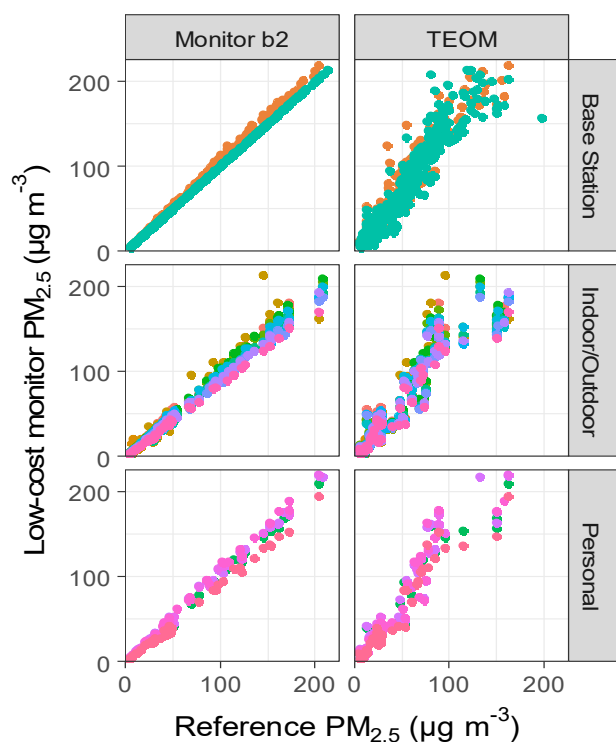 Monitor b2 TEOM
Low-cost monitor PM2.5 (µg m−3)
200
100
0
Base Station
200
100
0
Indoor/Outdoor
200
100
0
Personal
0 100 200 0 100 200
Reference PM2.5 (µg m−3)